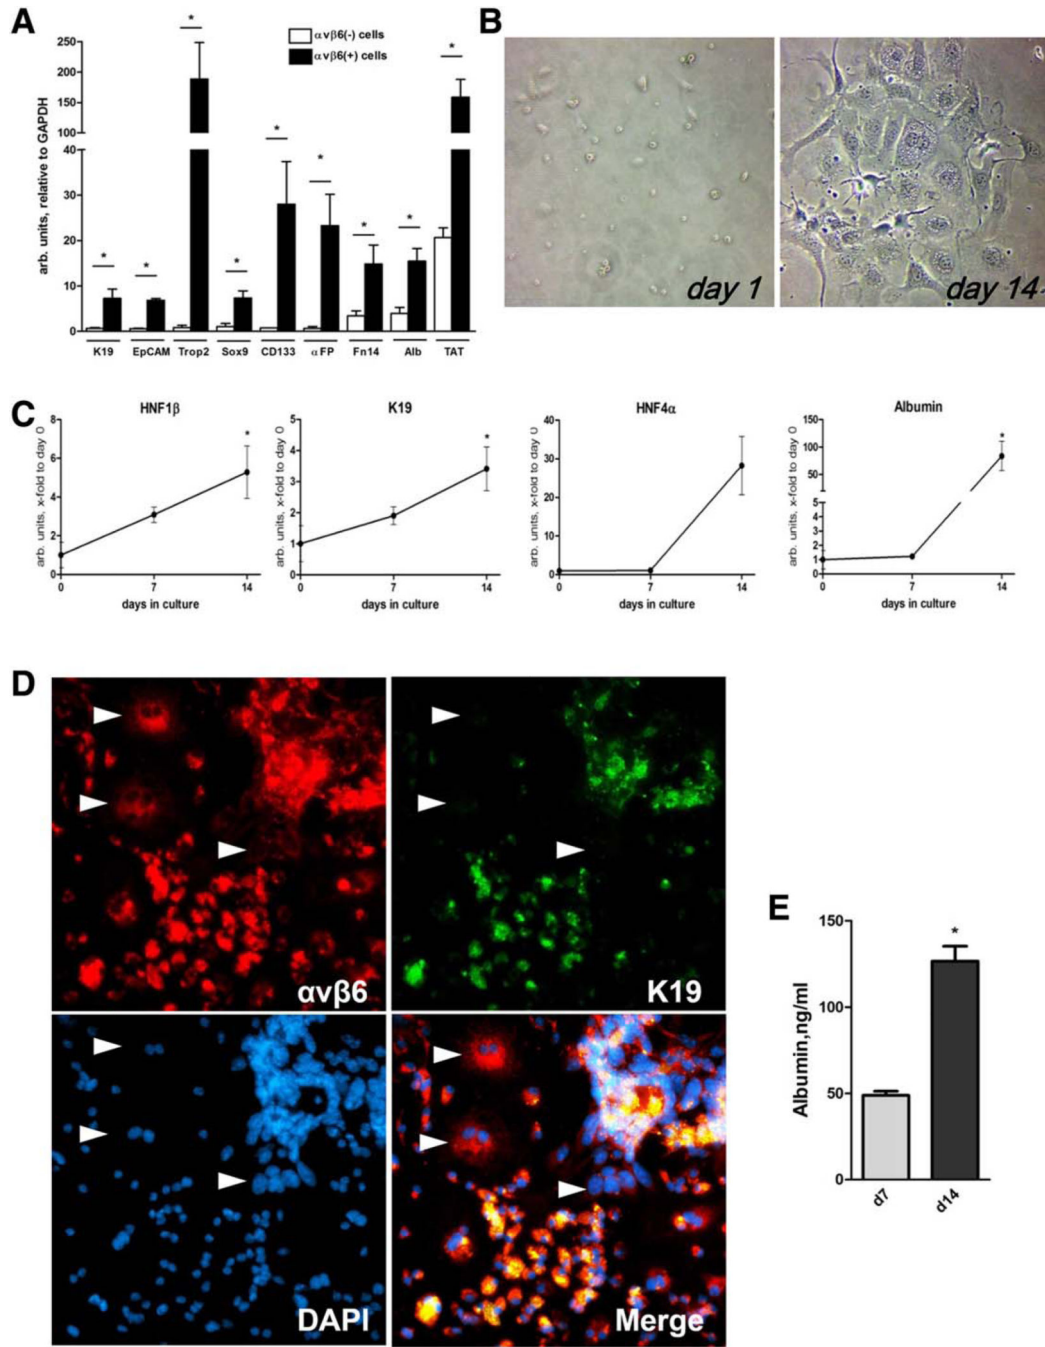 A
αvβ6(-) cells
αvβ6(+) cells
arb. units, relative to GAPDH
250
200
150
100
40
30
20
10
0
* * * * * * * * *
K19 EpCAM Trop2 Sox9 CD133 αFP Fn14 Alb TAT
B
day 1
day 14
C
HNF1β
arb. units, x-fold to day 0
8
6
4
2
0
*
0 7 14
days in culture
K19
arb. units, x-fold to day 0
5
4
3
2
1
0
*
0 7 14
days in culture
HNF4α
arb. units, x-fold to day 0
40
30
20
10
0
0 7 14
days in culture
Albumin
arb. units, x-fold to day 0
150
100
50
5
4
3
2
1
0
*
0 7 14
days in culture
D
αvβ6
K19
DAPI
Merge
E
Albumin,ng/ml
150
100
50
0
*
d7 d14